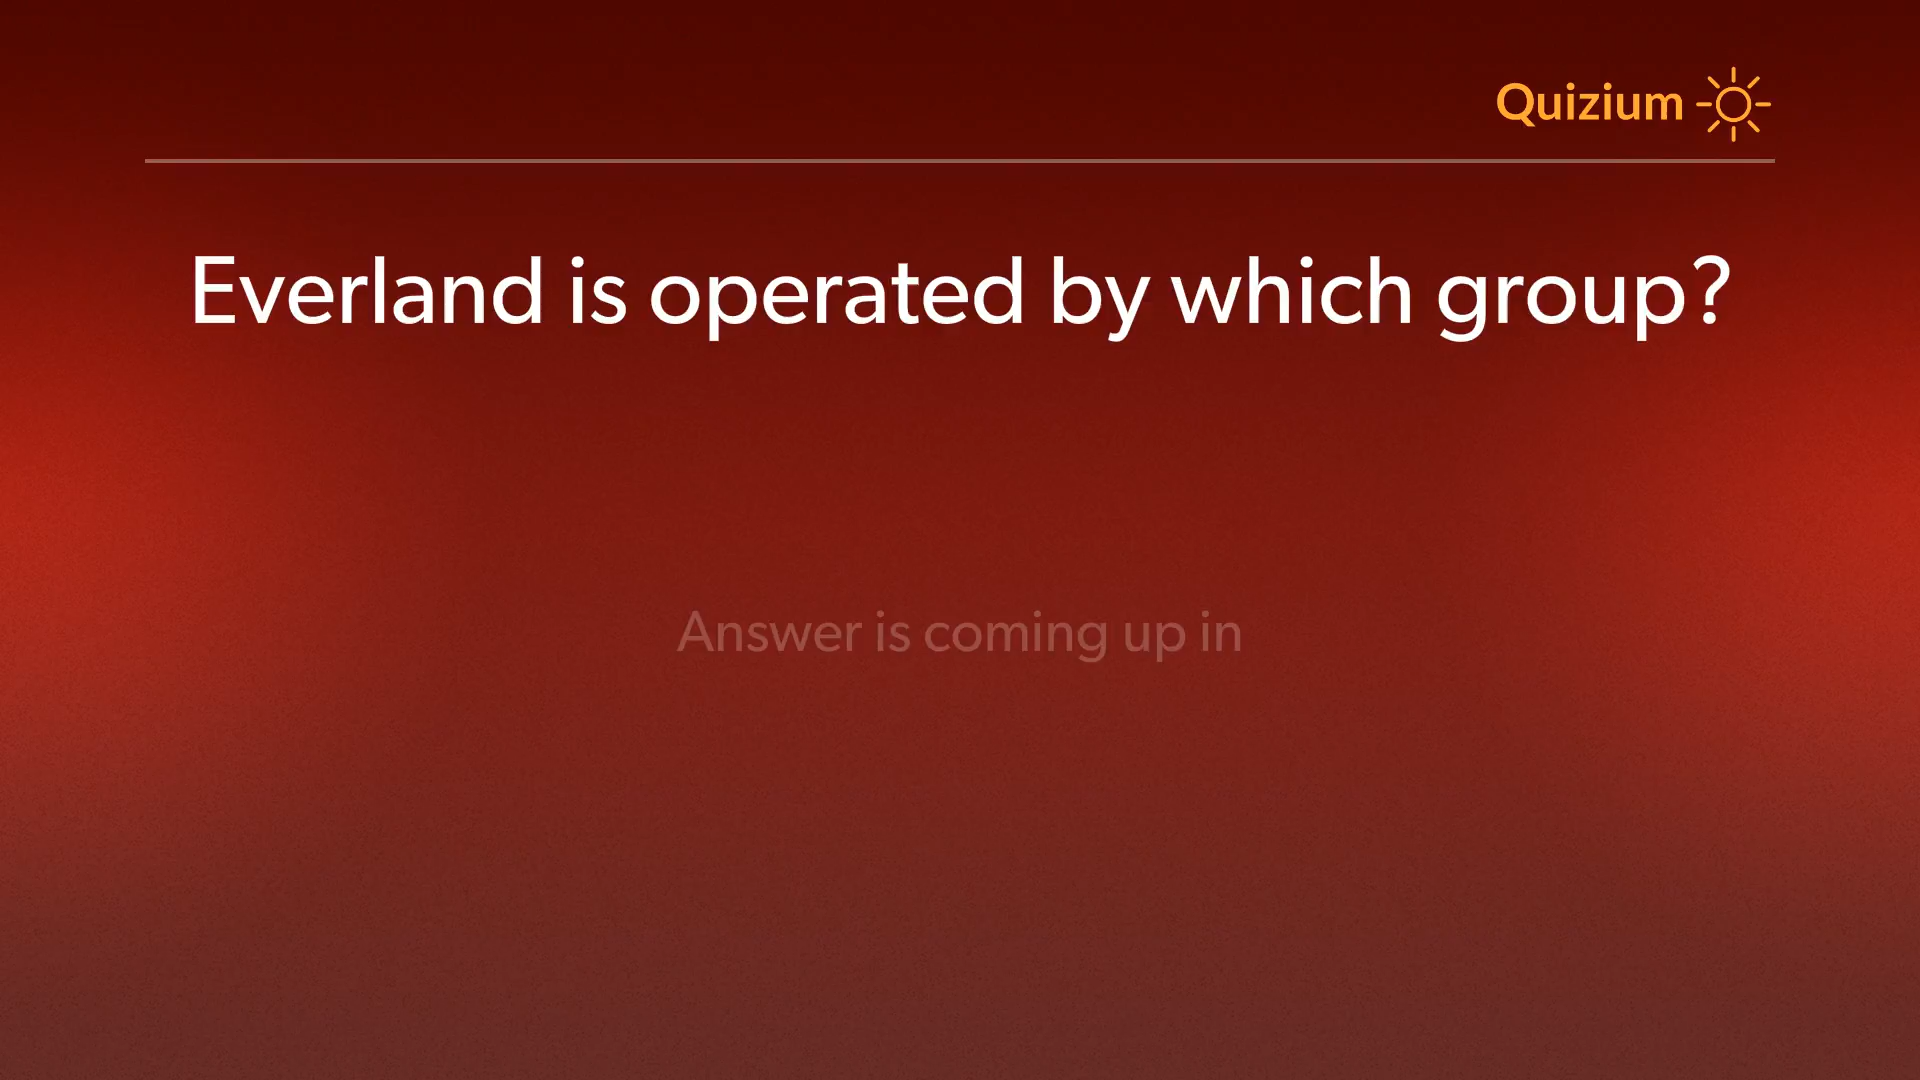 Quizium
Everland is operated by which group?
Answer is coming up in